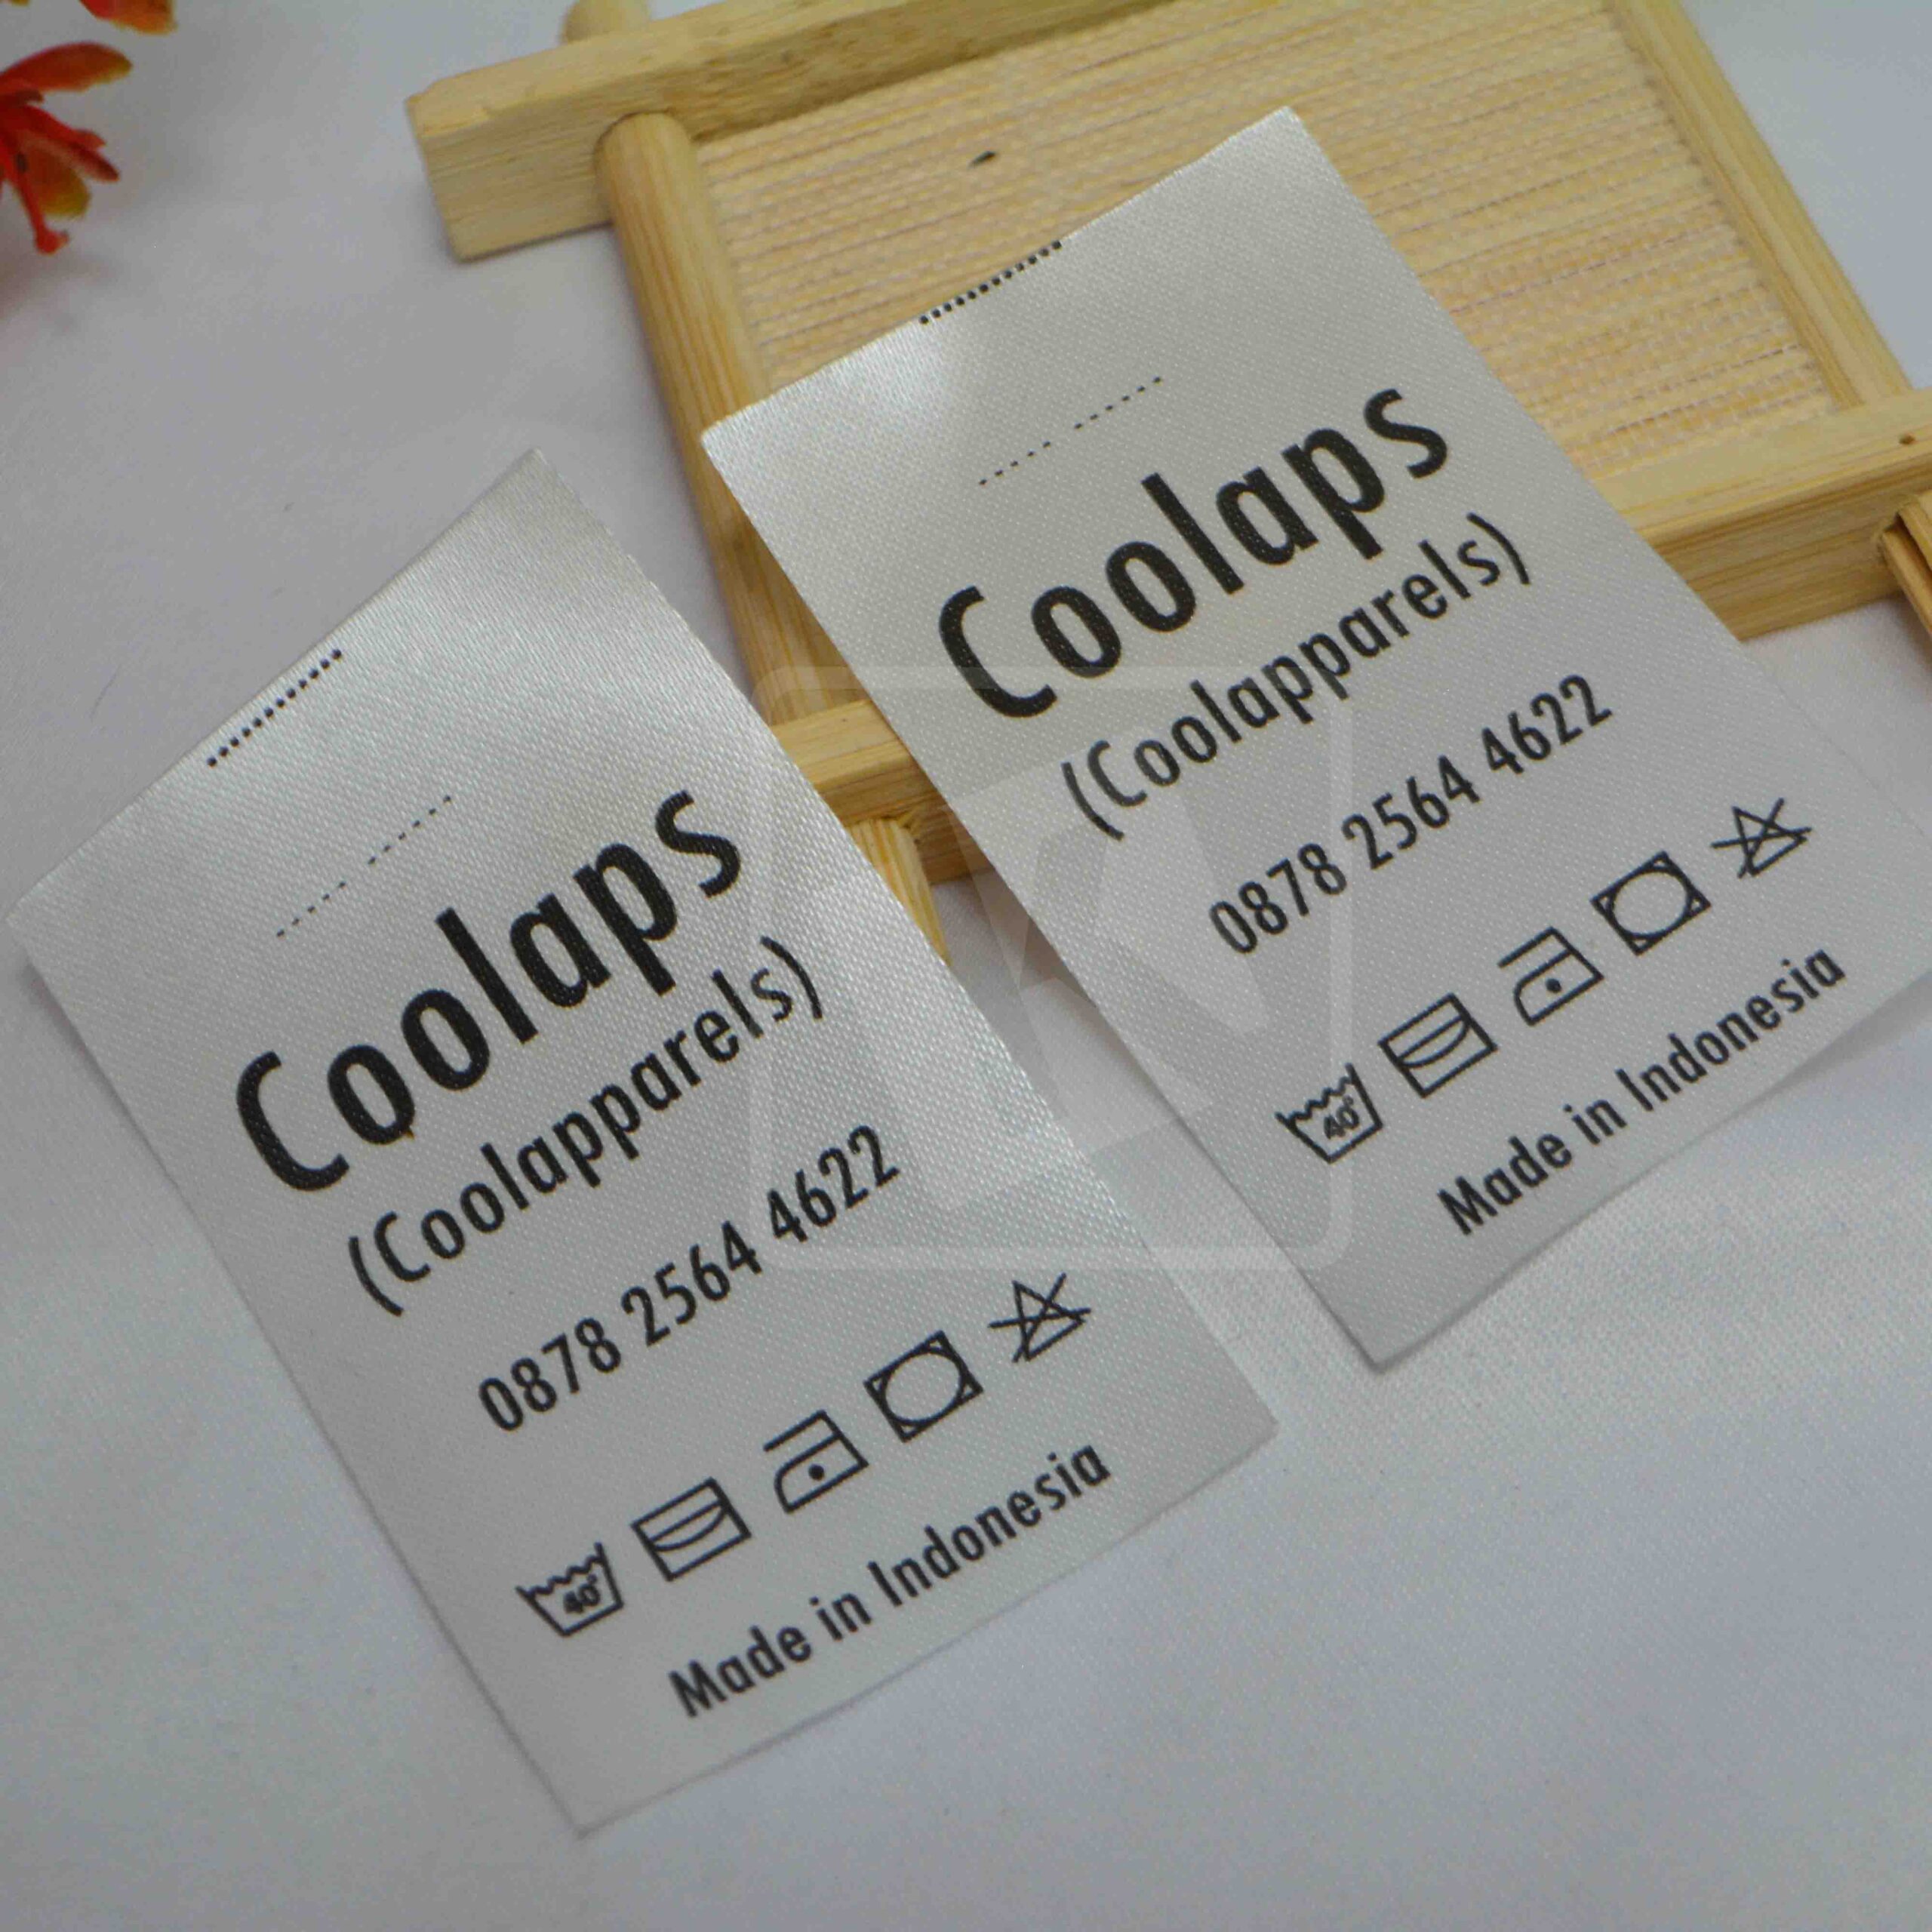 Coolaps
(Coolapparels)
0878 2564 4622
40°
Made in Indonesia
Coolaps
(Coolapparels)
0878 2564 4622
40°
Made in Indonesia